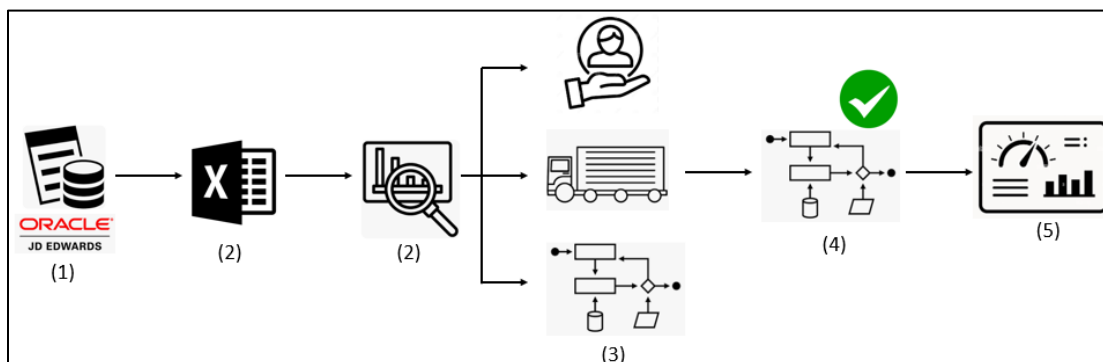 ORACLE
JD EDWARDS
(1)
X
(2)
(2)
(3)
(4)
(5)